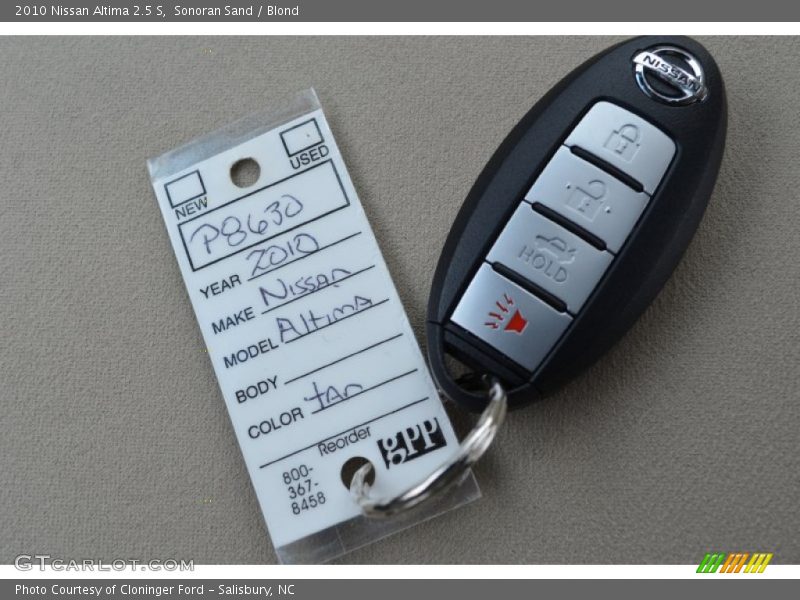 2010 Nissan Altima 2.5 S, Sonoran Sand / Blond
NISSAN
HOLD
USED
NEW
P8630
YEAR 2010
MAKE Nissan
MODEL Altima
BODY
COLOR tan
Reorder
800-
367-
8458
gpp
GTCARLOT.COM
Photo Courtesy of Cloninger Ford – Salisbury, NC